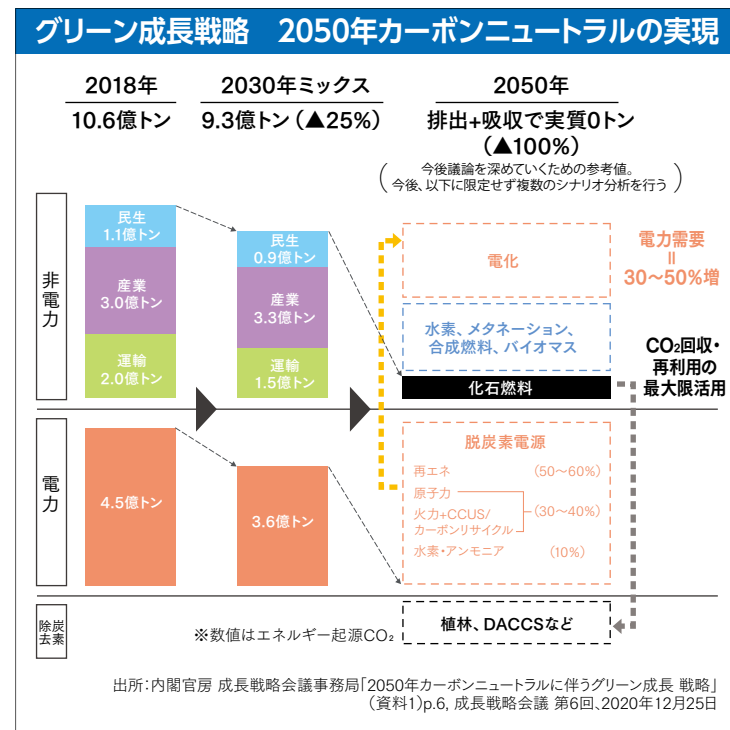 グリーン成長戦略　2050年カーボンニュートラルの実現
2018年
10.6億トン
2030年ミックス
9.3億トン（▲25%）
2050年
排出+吸収で実質0トン
（▲100%）
（今後議論を深めていくための参考値。
今後、以下に限定せず複数のシナリオ分析を行う）
非電力
民生
1.1億トン
産業
3.0億トン
運輸
2.0億トン
民生
0.9億トン
産業
3.3億トン
運輸
1.5億トン
電化
水素、メタネーション、
合成燃料、バイオマス
化石燃料
電力需要
＝
30〜50%増
CO₂回収・
再利用の
最大限活用
電力
4.5億トン
3.6億トン
脱炭素電源
再エネ (50〜60%)
原子力
火力+CCUS/
カーボンリサイクル
(30〜40%)
水素・アンモニア (10%)
炭素
除去
※数値はエネルギー起源CO₂
植林、DACCSなど
出所：内閣官房 成長戦略会議事務局「2050年カーボンニュートラルに伴うグリーン成長 戦略」
（資料1）p.6, 成長戦略会議 第6回、2020年12月25日